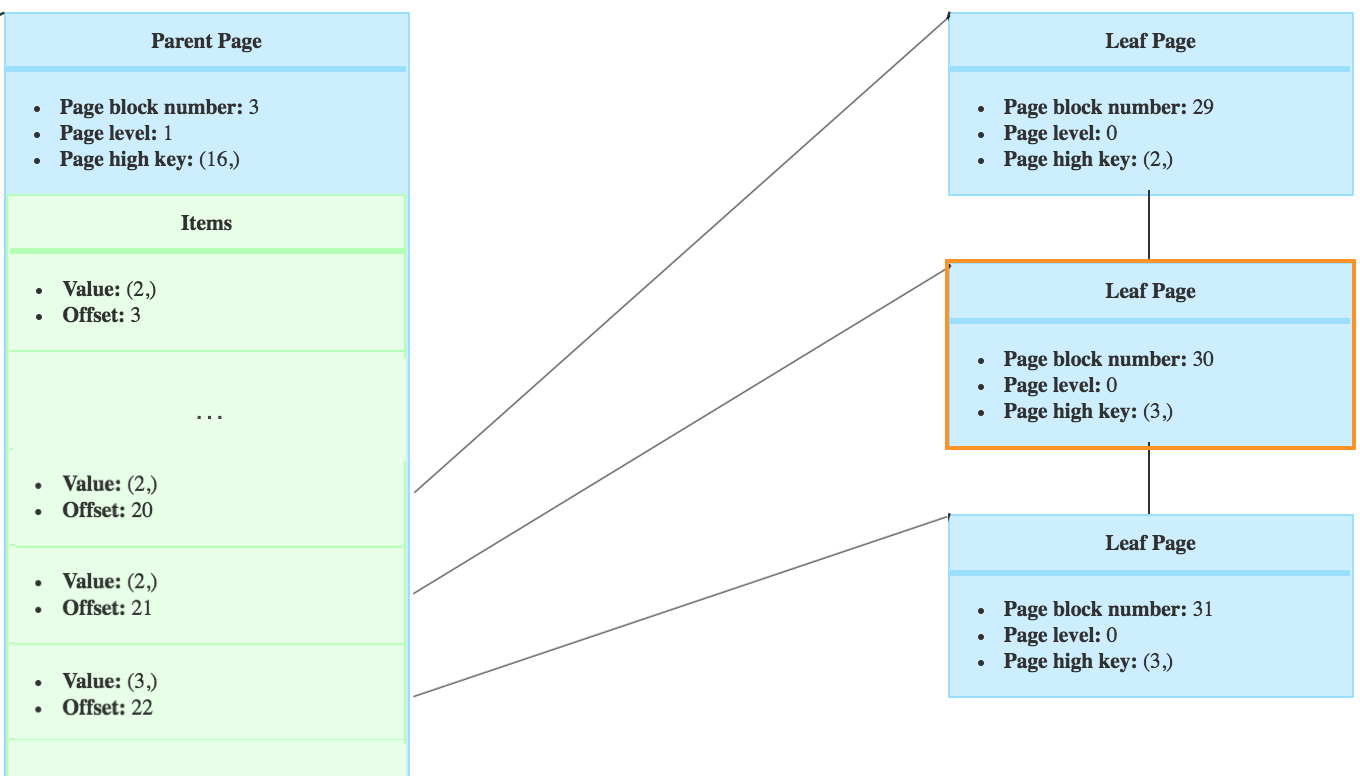 Parent Page
• Page block number: 3
• Page level: 1
• Page high key: (16,)
Items
• Value: (2,)
• Offset: 3
...
• Value: (2,)
• Offset: 20
• Value: (2,)
• Offset: 21
• Value: (3,)
• Offset: 22
Leaf Page
• Page block number: 29
• Page level: 0
• Page high key: (2,)
Leaf Page
• Page block number: 30
• Page level: 0
• Page high key: (3,)
Leaf Page
• Page block number: 31
• Page level: 0
• Page high key: (3,)